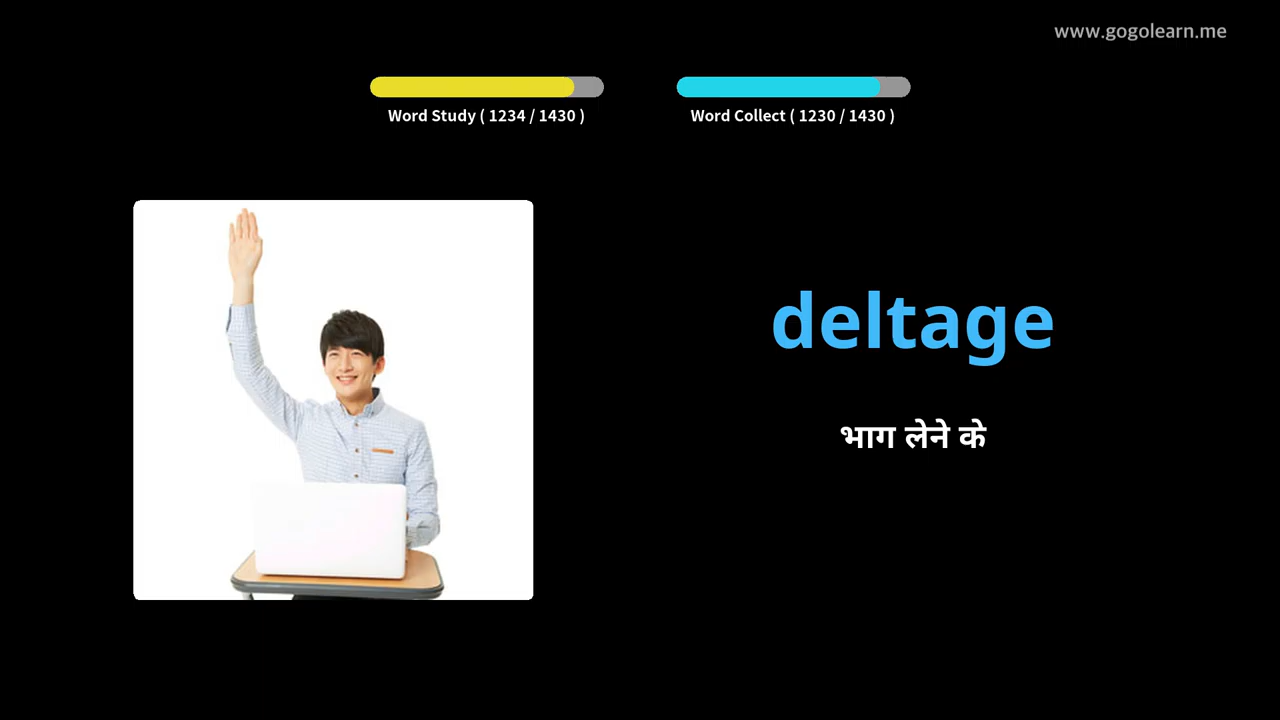 www.gogolearn.me
Word Study ( 1234 / 1430 )
Word Collect ( 1230 / 1430 )
deltage
भाग लेने के